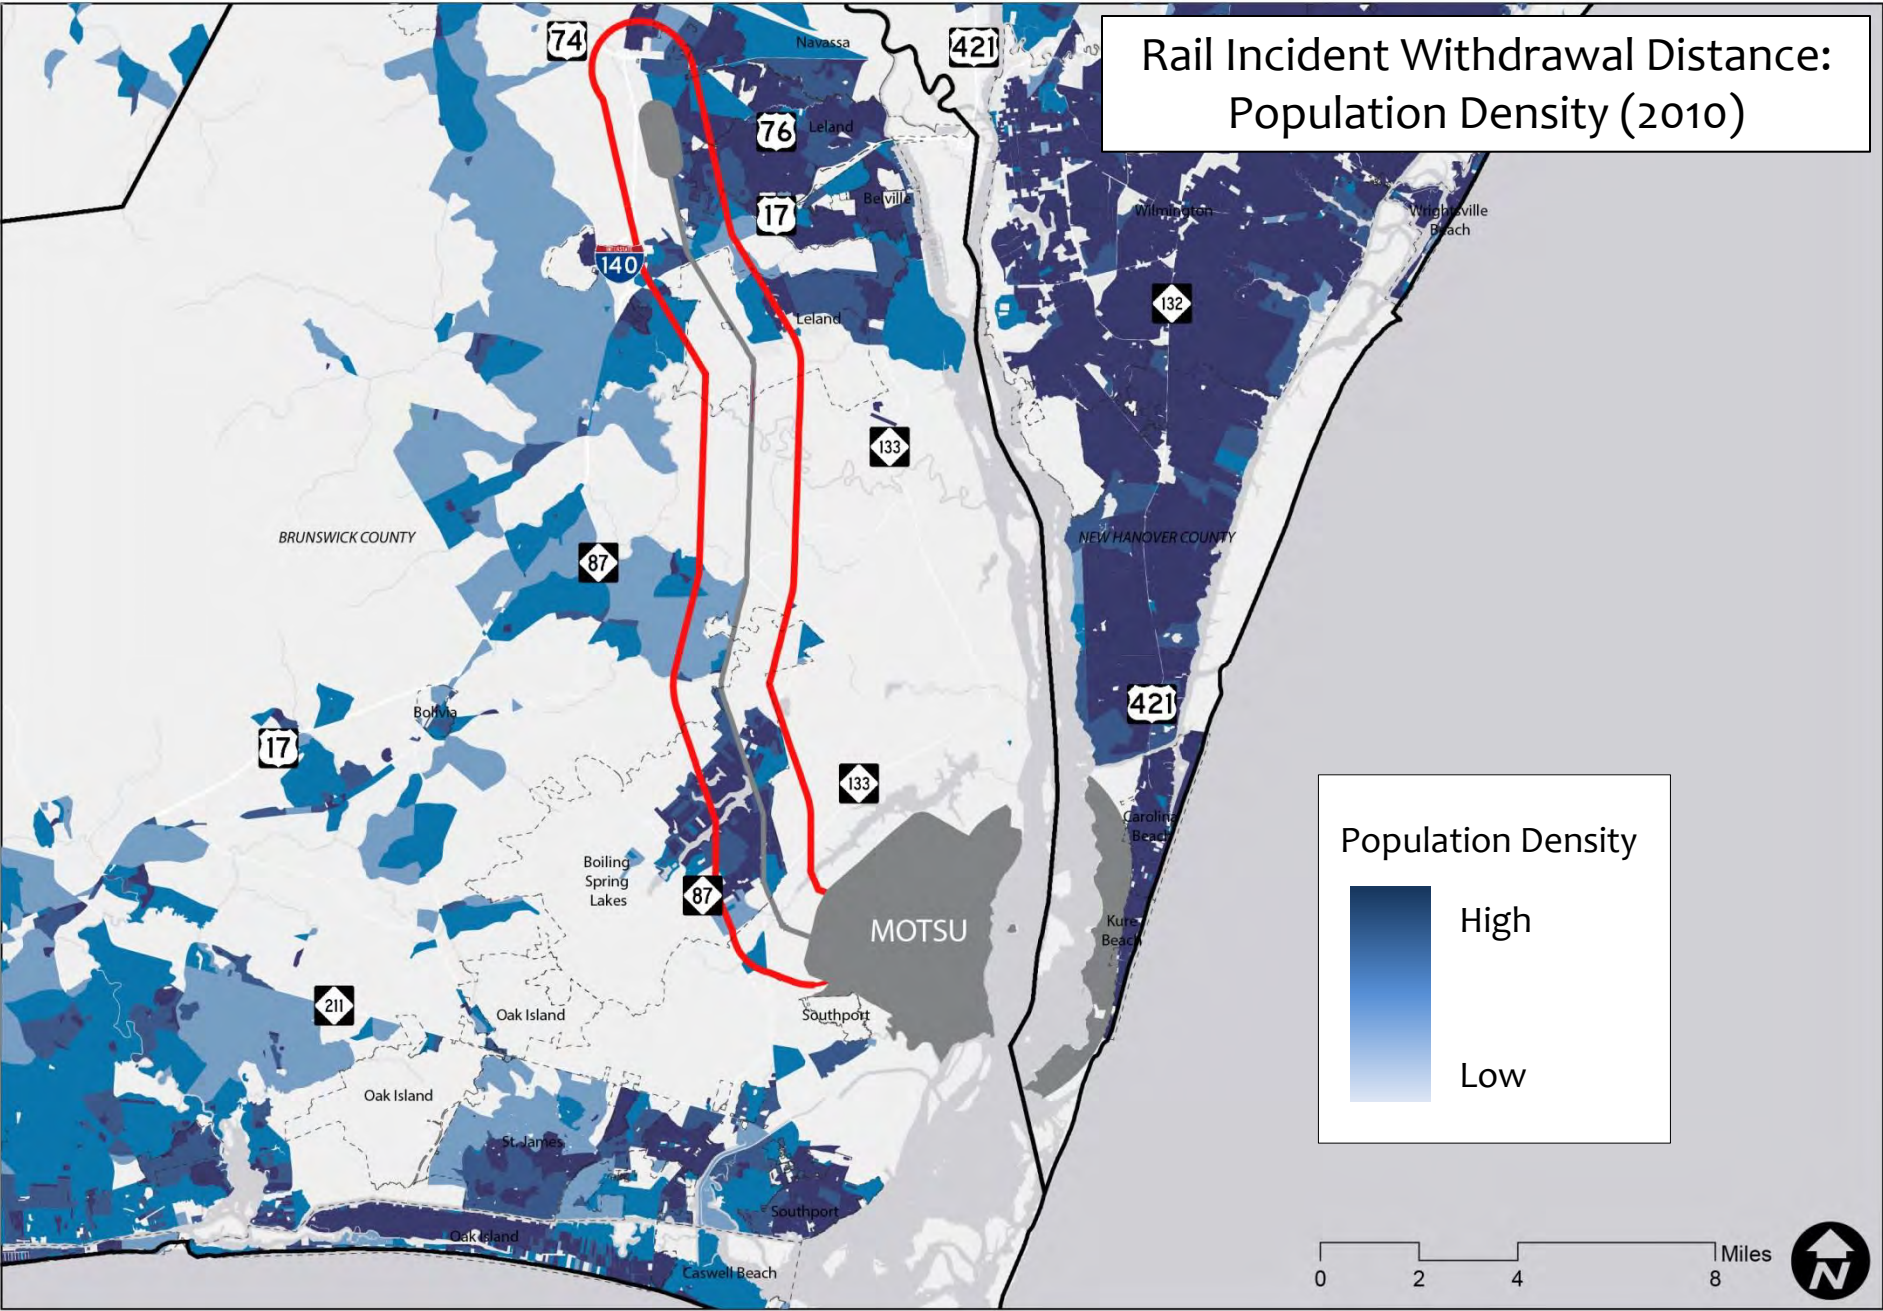 Rail Incident Withdrawal Distance:
Population Density (2010)
74
Navassa
421
76
Leland
17
Belville
Wilmington
Wrightsville
Beach
INTERSTATE
140
132
Leland
133
BRUNSWICK COUNTY
NEW HANOVER COUNTY
87
421
Bolivia
17
133
Carolina
Beach
Boiling
Spring
Lakes
87
MOTSU
Kure
Beach
211
Oak Island
Southport
Oak Island
St. James
Southport
Oak Island
Caswell Beach
Population Density
High
Low
Miles
0
2
4
8
N